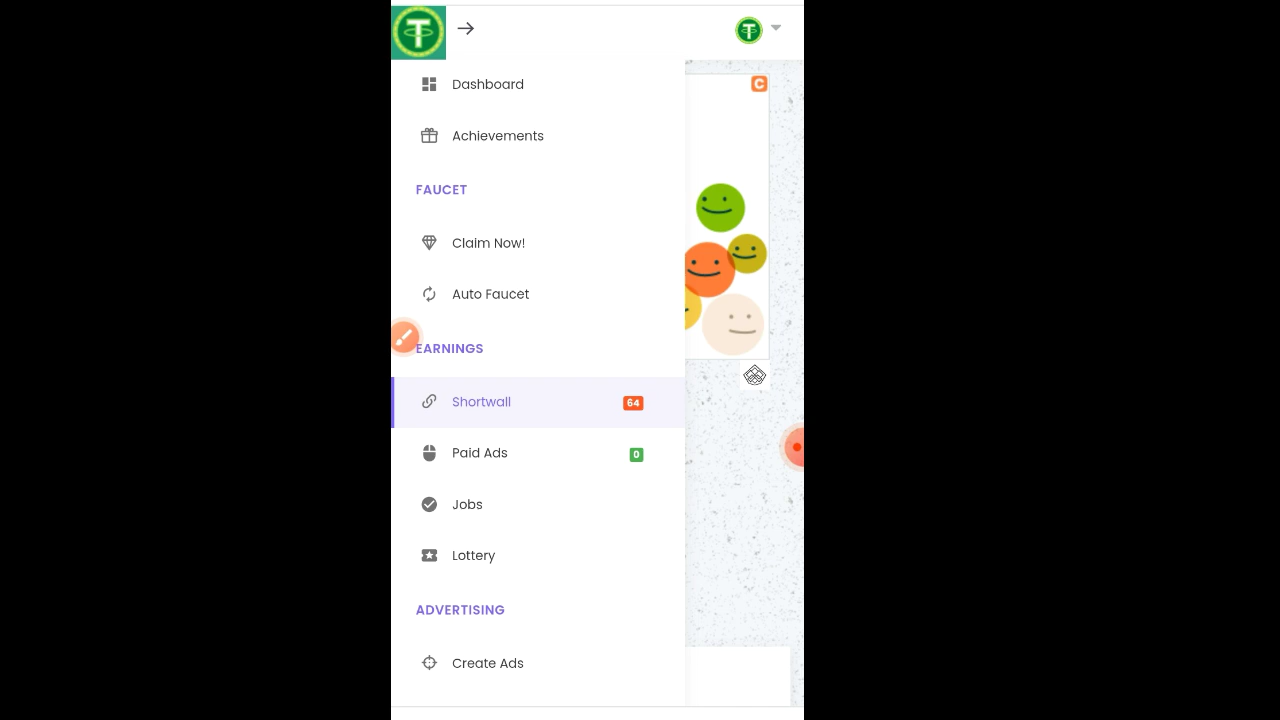 Dashboard
Achievements
FAUCET
Claim Now!
Auto Faucet
EARNINGS
Shortwall 64
Paid Ads 0
Jobs
Lottery
ADVERTISING
Create Ads